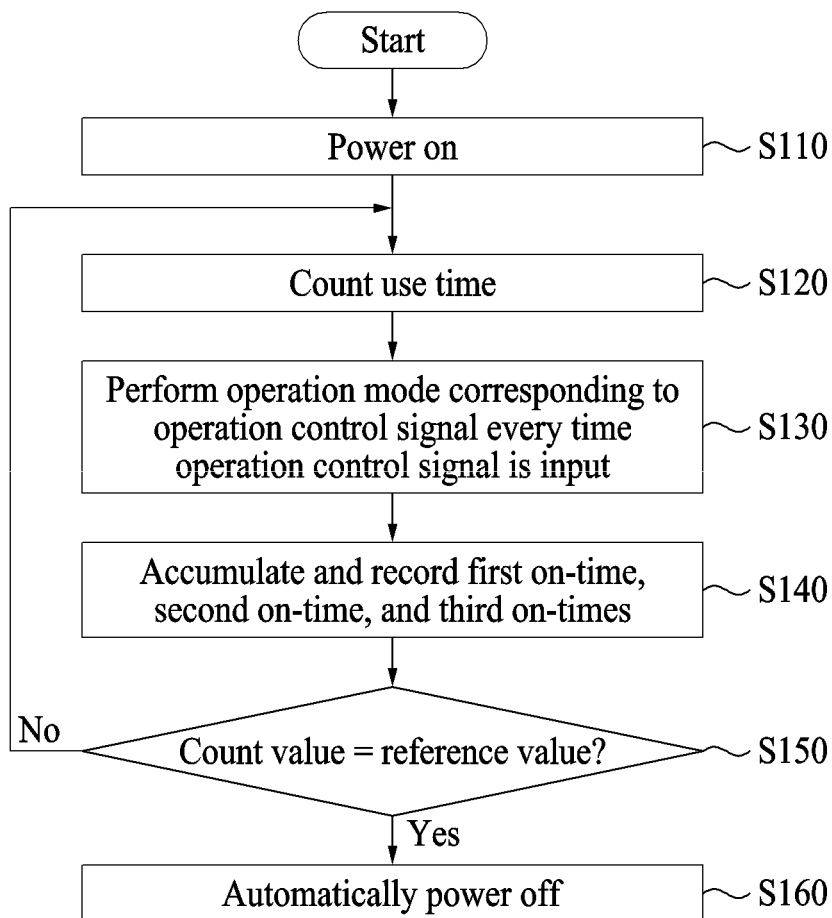 Start
Power on
S110
Count use time
S120
Perform operation mode corresponding to
operation control signal every time
operation control signal is input
S130
Accumulate and record first on-time,
second on-time, and third on-times
S140
No
Count value = reference value?
S150
Yes
Automatically power off
S160